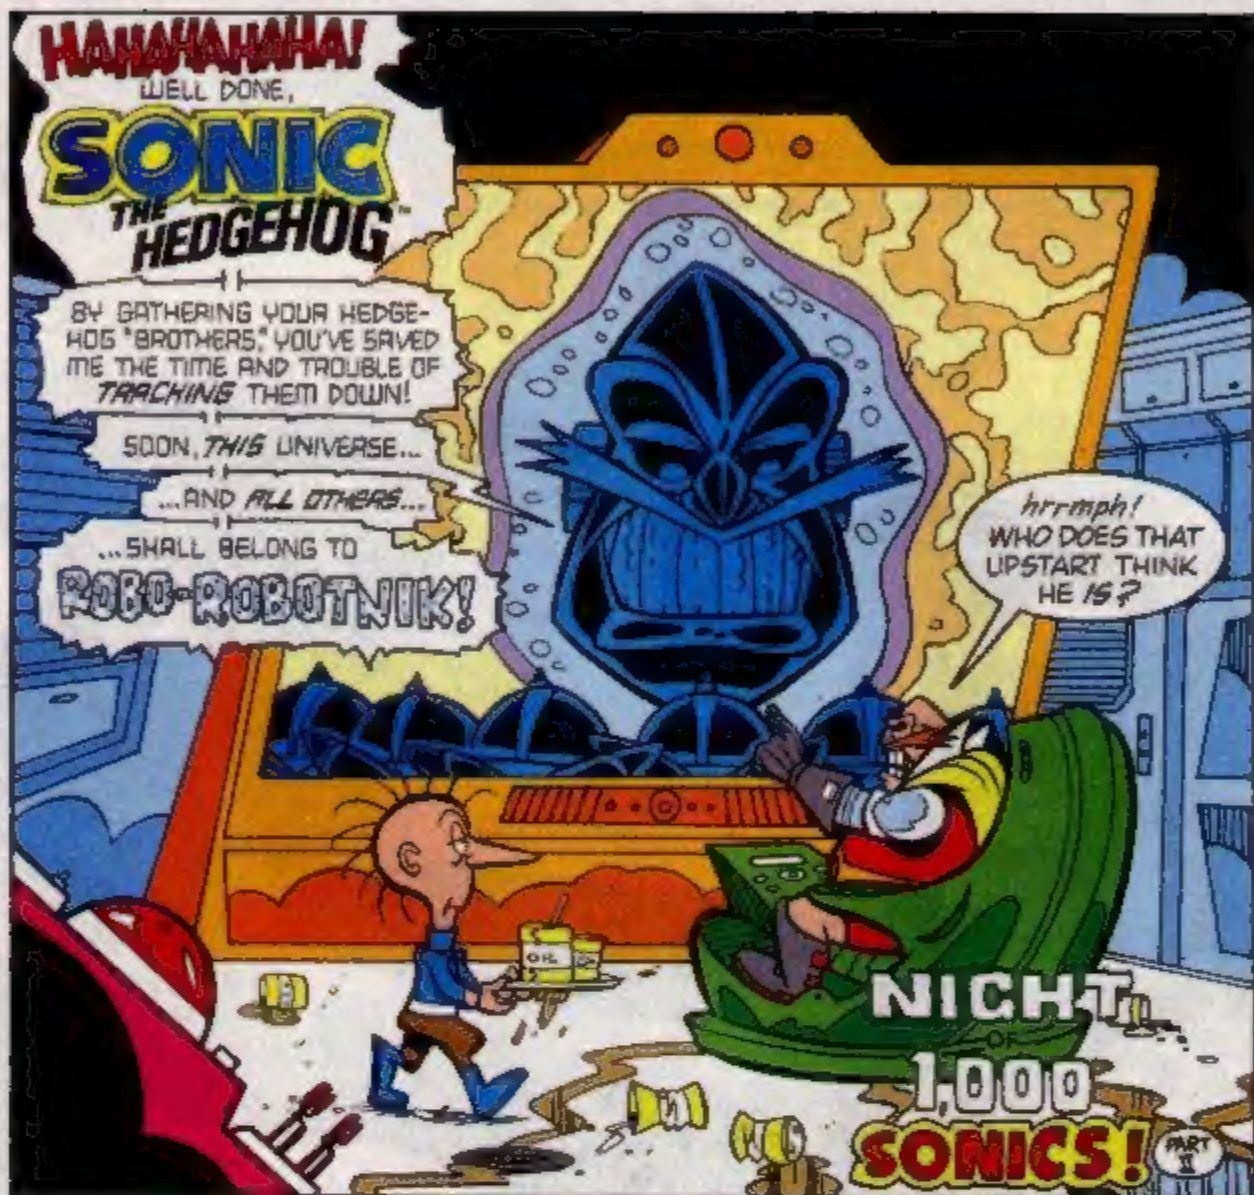 HAHAHAHAHA!
WELL DONE,
SONIC
THE
HEDGEHOG™
BY GATHERING YOUR HEDGE-
HOG "BROTHERS," YOU'VE SAVED
ME THE TIME AND TROUBLE OF
TRACKING THEM DOWN!
SOON, THIS UNIVERSE...
...AND ALL OTHERS...
...SHALL BELONG TO
ROBO-ROBOTNIK!
hrrmph!
WHO DOES THAT
UPSTART THINK
HE IS?
OIL
NIGHT
OF
1,000
SONICS!
PART